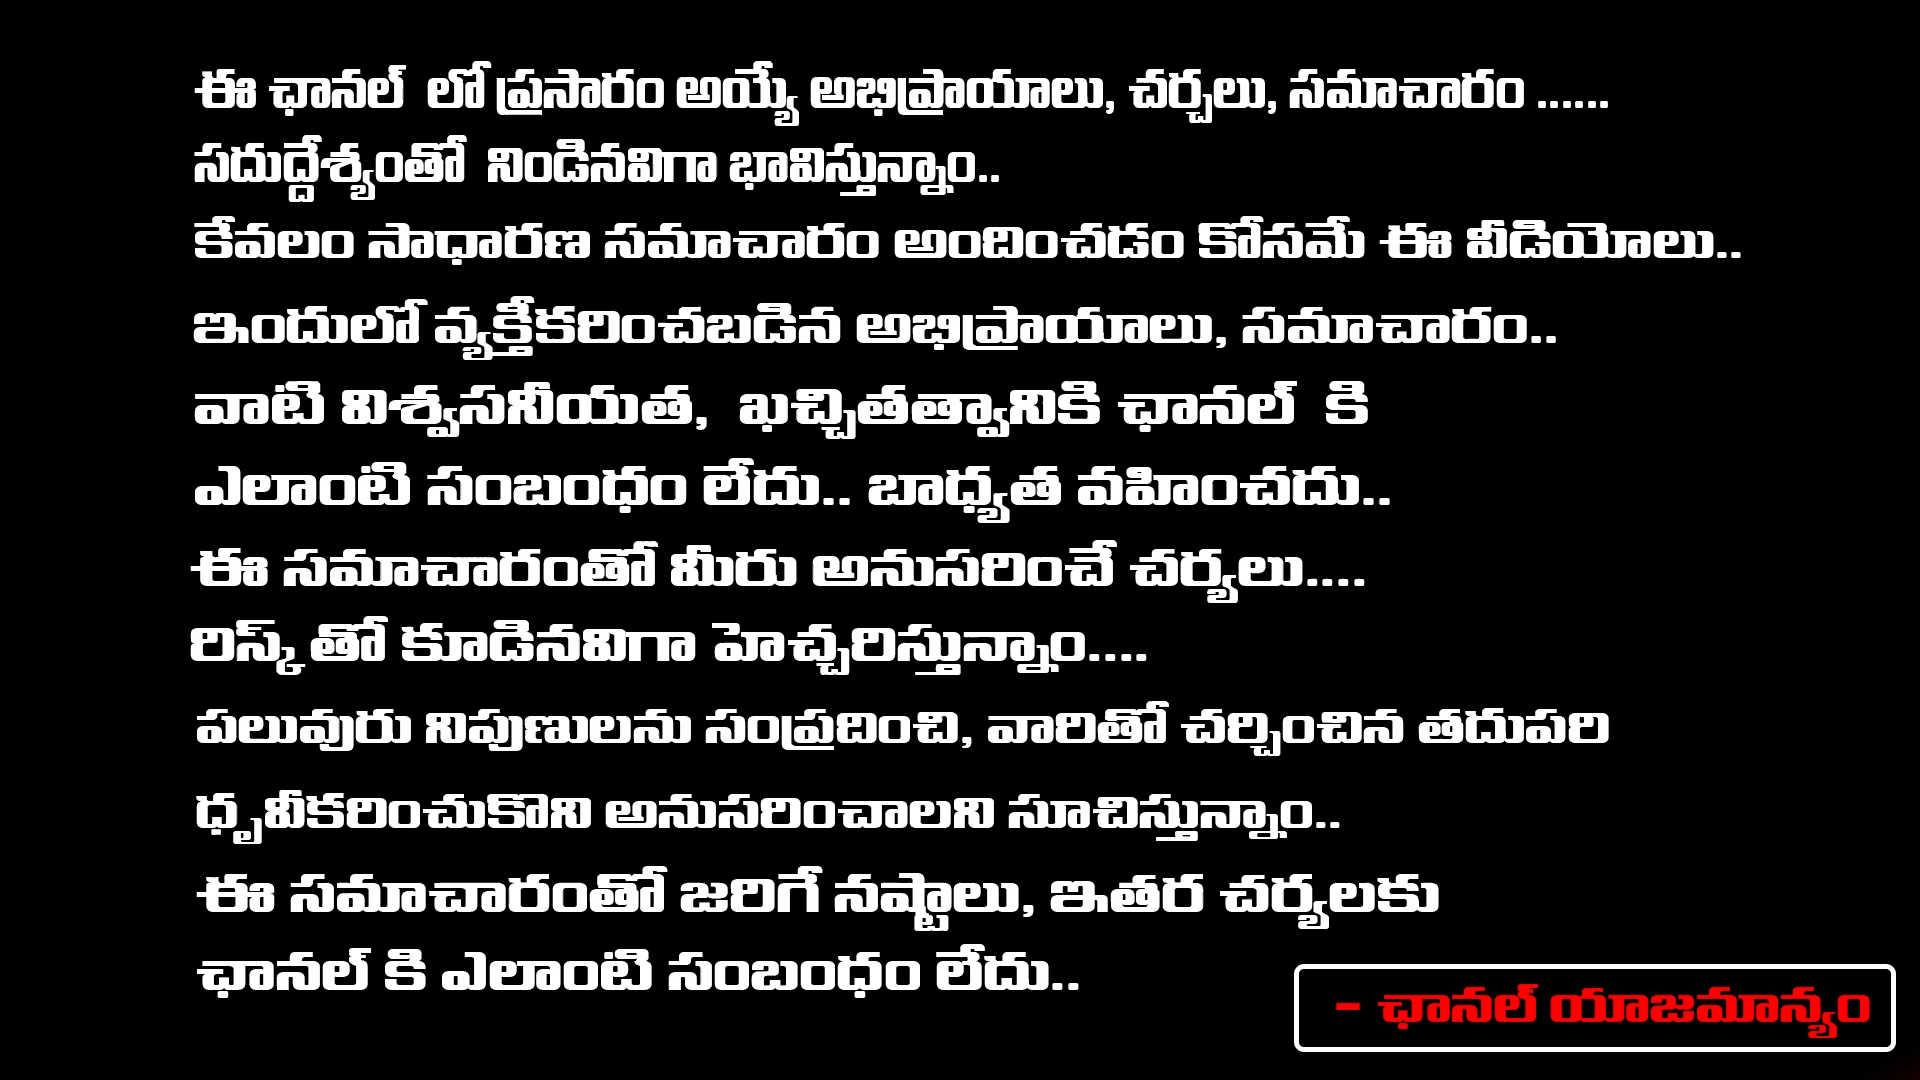 ఈ ఛానల్ లో ప్రసారం అయ్యే అభిప్రాయాలు, చర్చలు, సమాచారం ......
సదుద్దేశ్యంతో నిండినవిగా భావిస్తున్నాం..
కేవలం సాధారణ సమాచారం అందించడం కోసమే ఈ వీడియోలు..
ఇందులో వ్యక్తీకరించబడిన అభిప్రాయాలు, సమాచారం..
వాటి విశ్వసనీయత, ఖచ్చితత్వానికి ఛానల్ కి
ఎలాంటి సంబంధం లేదు.. బాధ్యత వహించదు..
ఈ సమాచారంతో మీరు అనుసరించే చర్యలు....
రిస్క్ తో కూడినవిగా హెచ్చరిస్తున్నాం....
పలువురు నిపుణులను సంప్రదించి, వారితో చర్చించిన తదుపరి
ధృవీకరించుకొని అనుసరించాలని సూచిస్తున్నాం..
ఈ సమాచారంతో జరిగే నష్టాలు, ఇతర చర్యలకు
ఛానల్ కి ఎలాంటి సంబంధం లేదు..
- ఛానల్ యాజమాన్యం